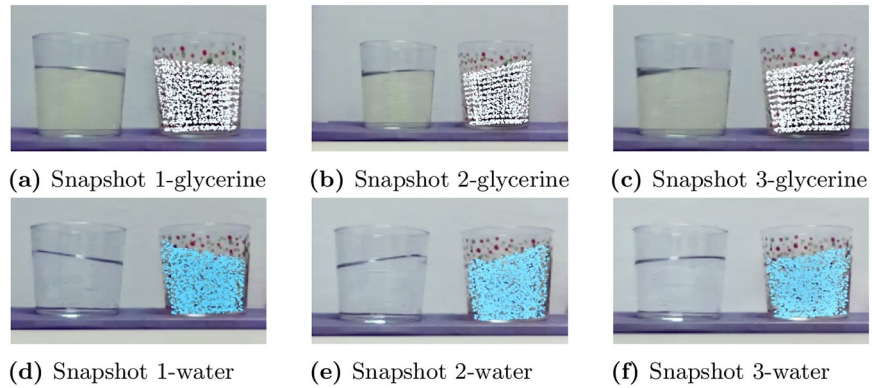 (a) Snapshot 1-glycerine (b) Snapshot 2-glycerine (c) Snapshot 3-glycerine
(d) Snapshot 1-water (e) Snapshot 2-water (f) Snapshot 3-water